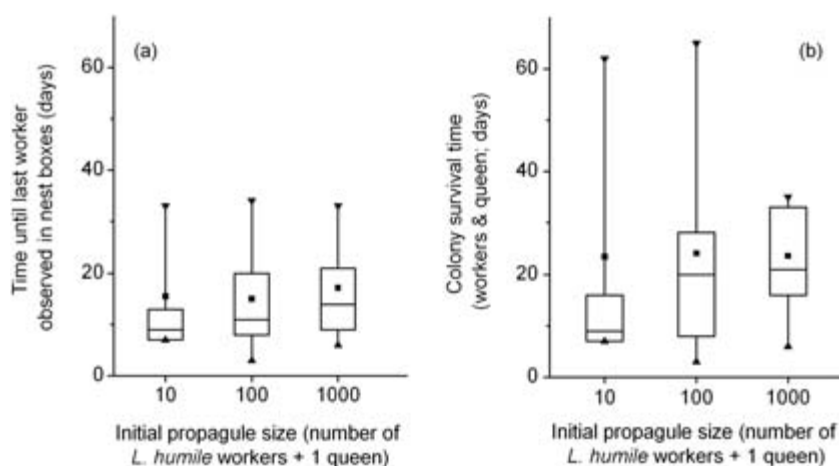 (a)
Time until last worker
observed in nest boxes (days)
60
40
20
0
10
100
1000
Initial propagule size (number of
L. humile workers + 1 queen)
(b)
Colony survival time
(workers & queen; days)
60
40
20
0
10
100
1000
Initial propagule size (number of
L. humile workers + 1 queen)